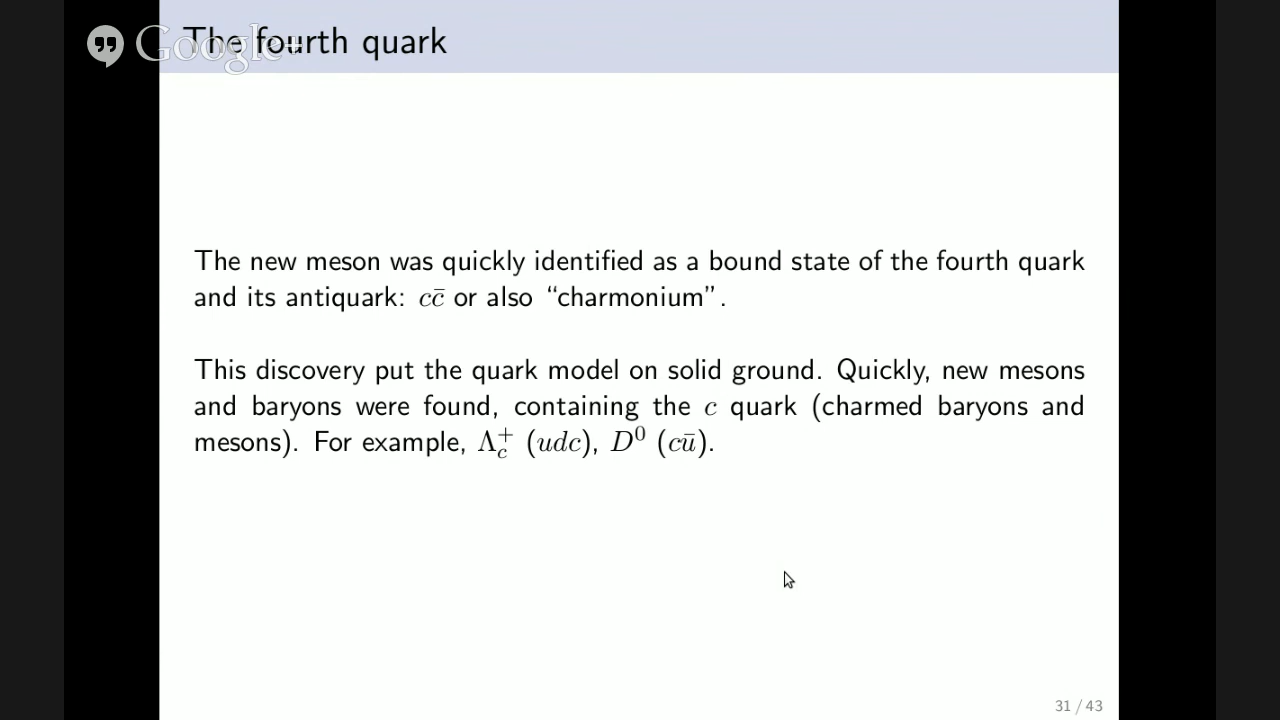 The fourth quark
Google+
The new meson was quickly identified as a bound state of the fourth quark
and its antiquark: cc̄ or also “charmonium”.
This discovery put the quark model on solid ground. Quickly, new mesons
and baryons were found, containing the c quark (charmed baryons and
mesons). For example, Λ_c^+ (udc), D^0 (cū).
31 / 43